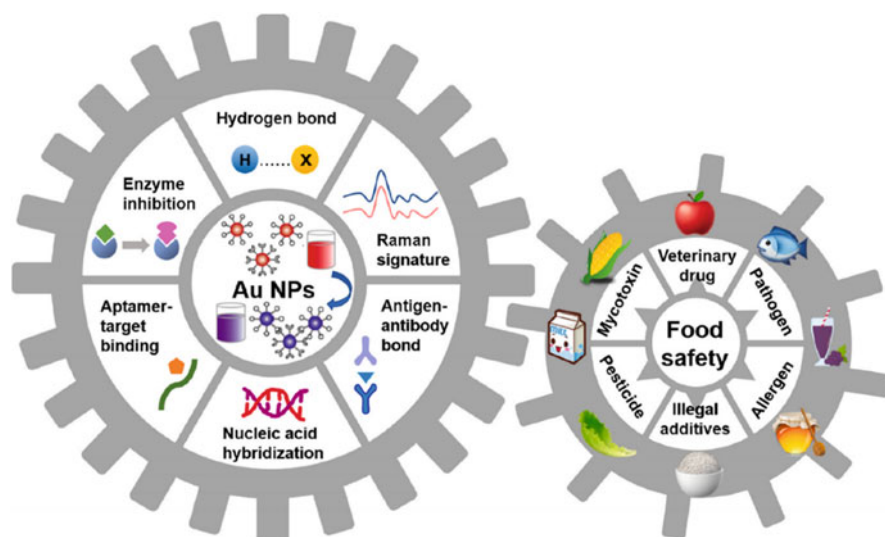 Hydrogen bond
H ...... X
Enzyme
inhibition
Raman
signature
Au NPs
Aptamer-
target
binding
Antigen-
antibody
bond
Nucleic acid
hybridization
Veterinary
drug
Mycotoxin
Pathogen
Food
safety
Pesticide
Allergen
Illegal
additives